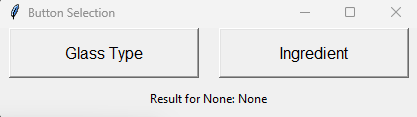 Button Selection
Glass Type Ingredient
Result for None: None